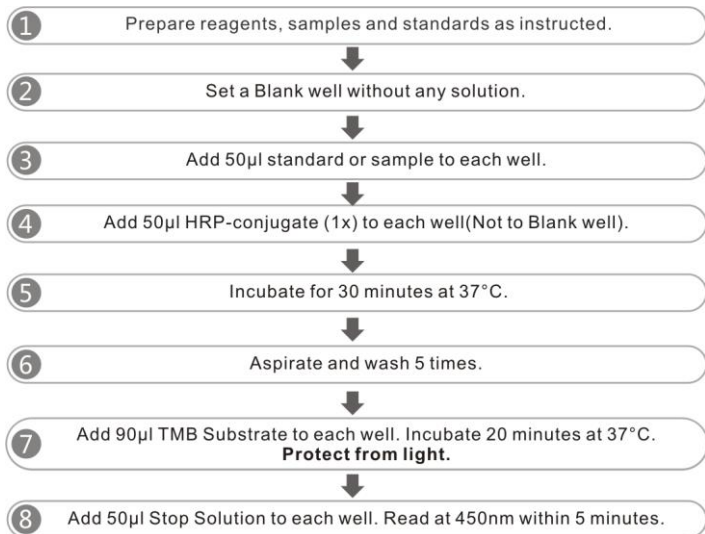 1 Prepare reagents, samples and standards as instructed.
2 Set a Blank well without any solution.
3 Add 50μl standard or sample to each well.
4 Add 50μl HRP-conjugate (1x) to each well(Not to Blank well).
5 Incubate for 30 minutes at 37°C.
6 Aspirate and wash 5 times.
7 Add 90μl TMB Substrate to each well. Incubate 20 minutes at 37°C.
Protect from light.
8 Add 50μl Stop Solution to each well. Read at 450nm within 5 minutes.